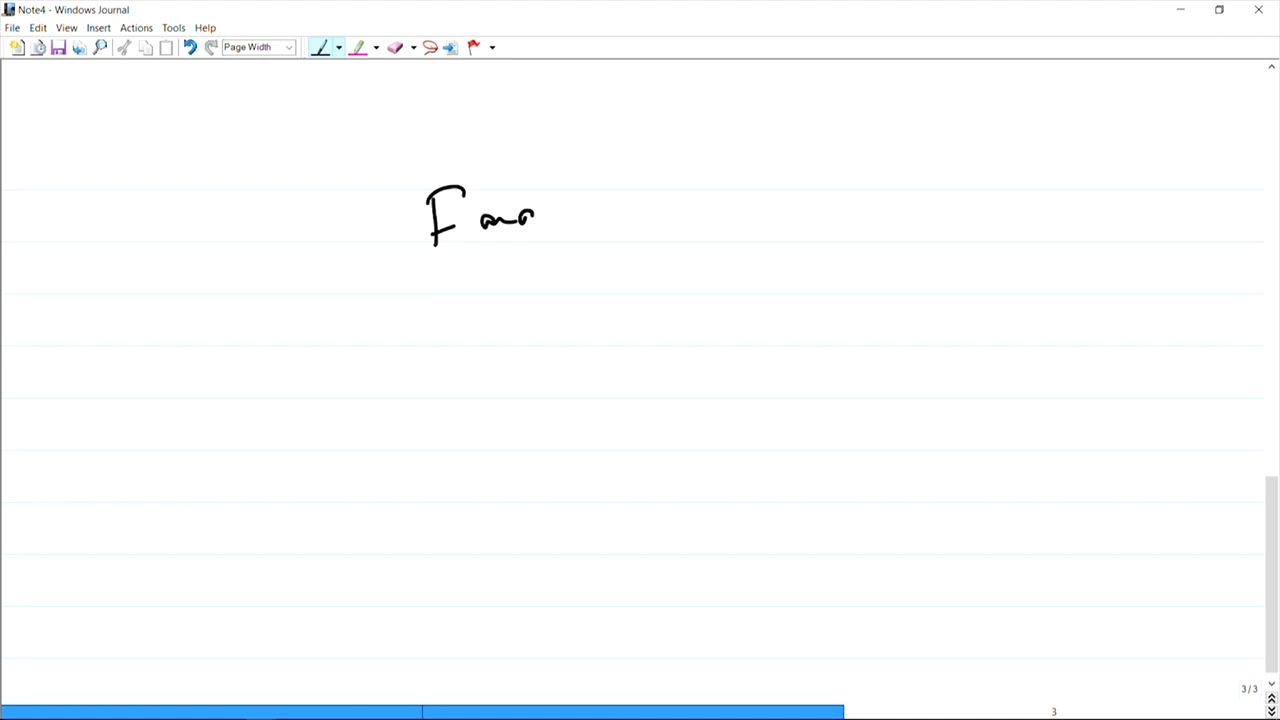 Note4 - Windows Journal
File Edit View Insert Actions Tools Help
Page Width
F
3 / 3
3